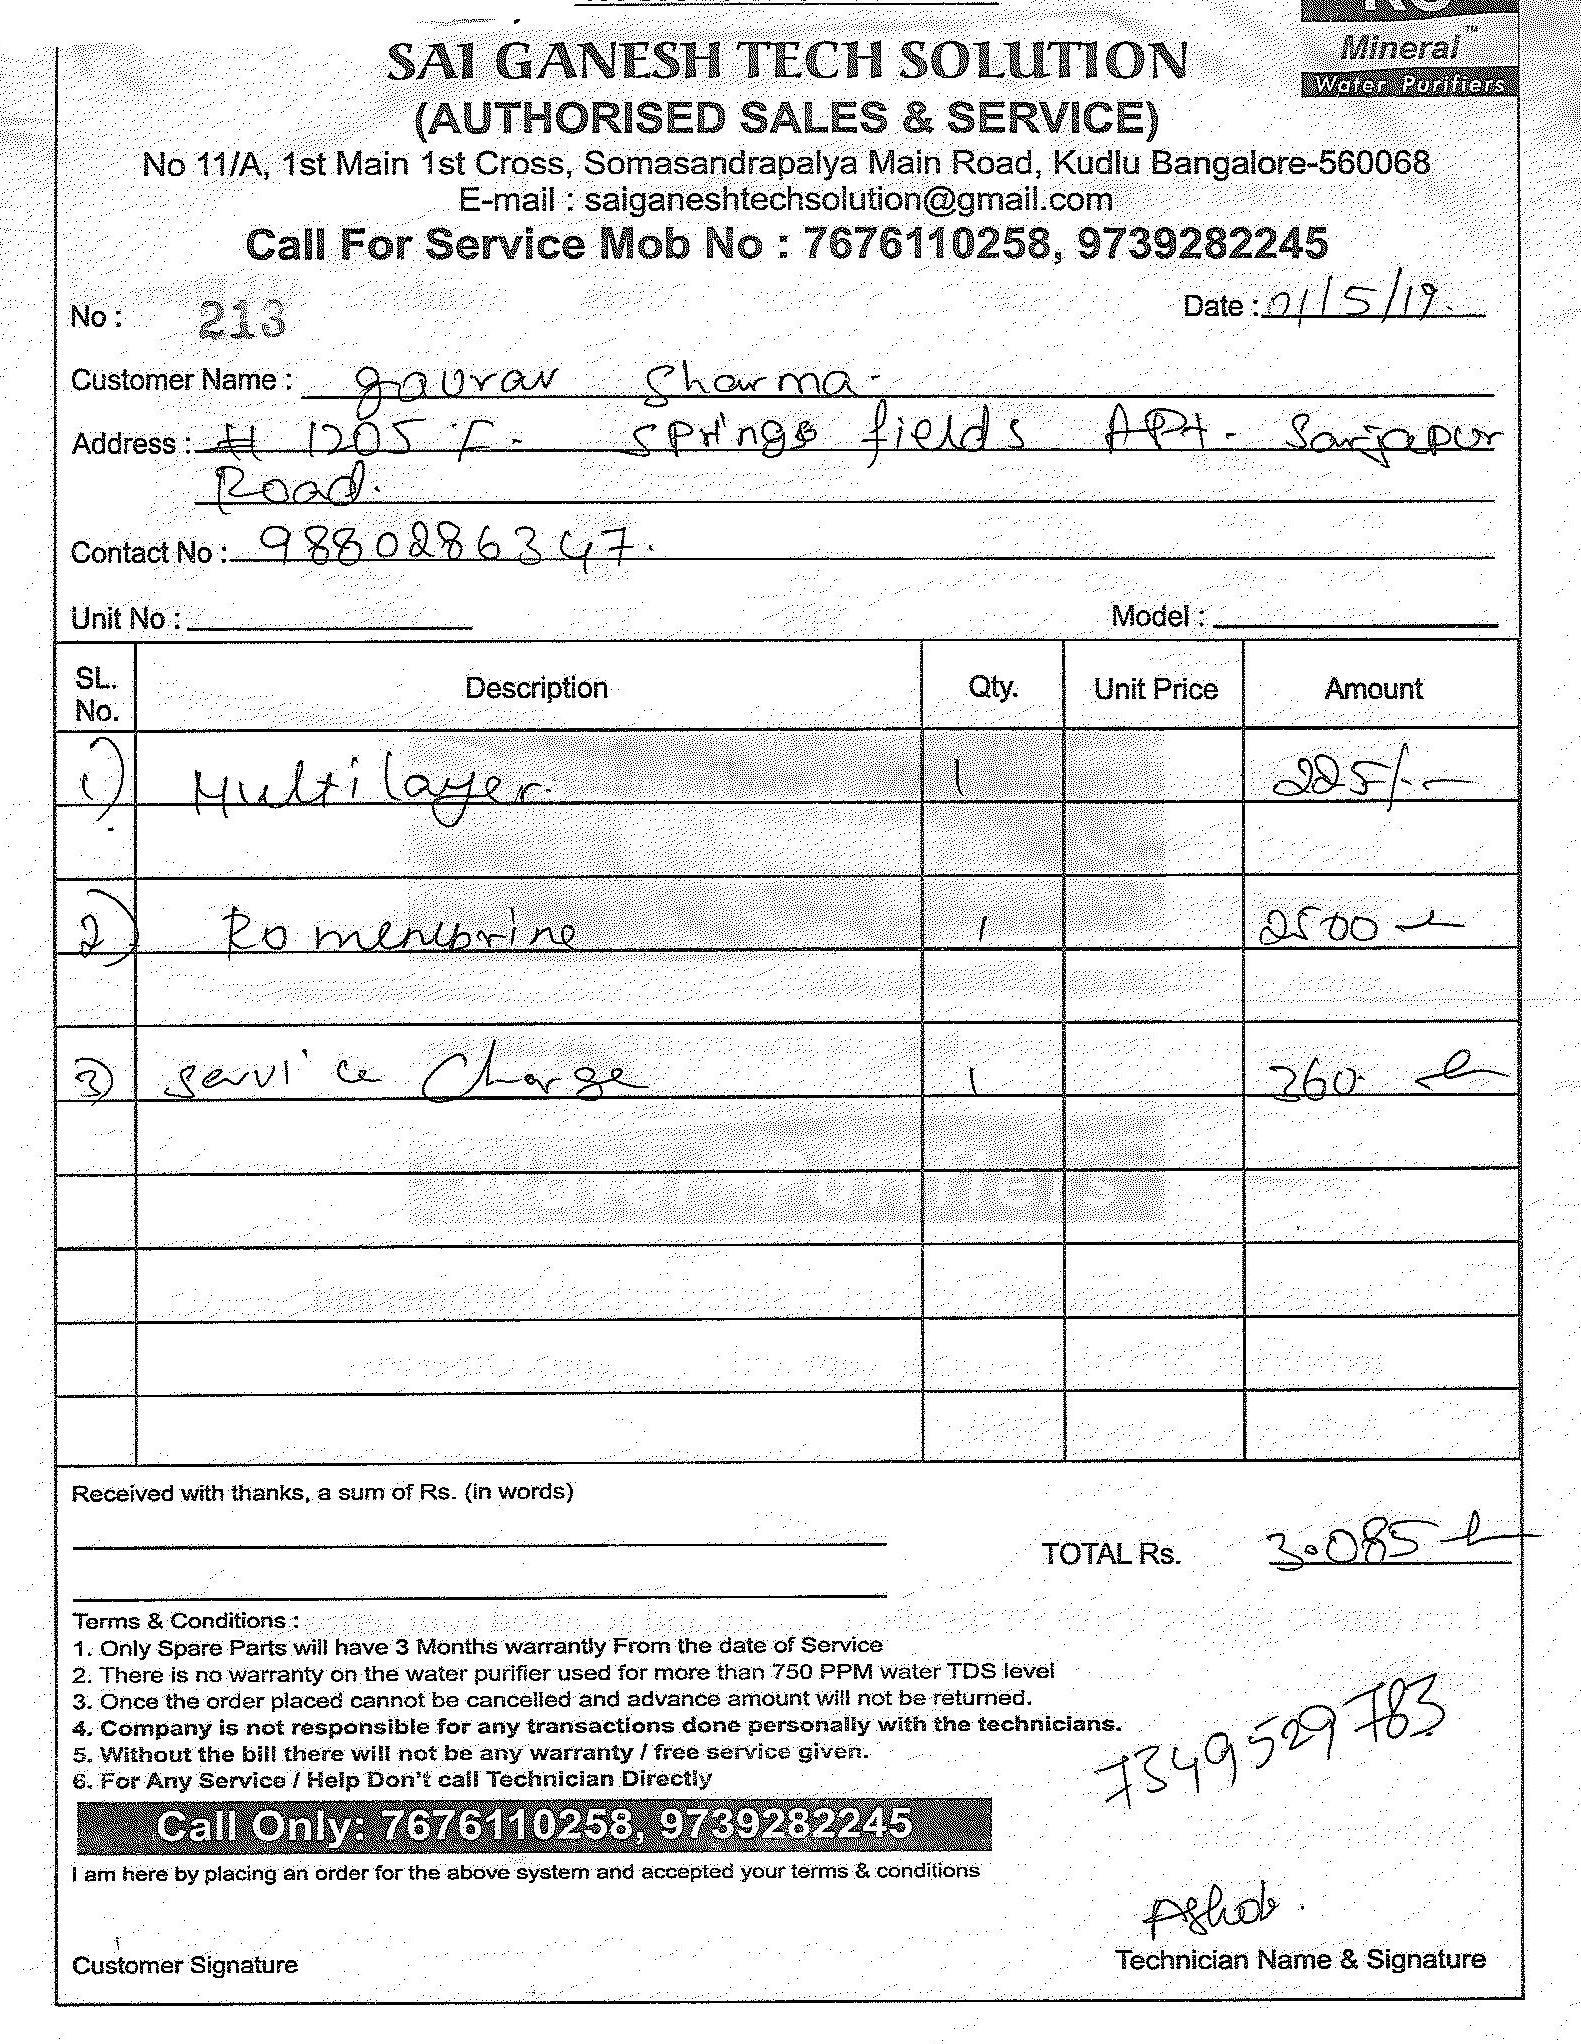 Mineral™
Water Purifiers
SAI GANESH TECH SOLUTION
(AUTHORISED SALES & SERVICE)
No 11/A, 1st Main 1st Cross, Somasandrapalya Main Road, Kudlu Bangalore-560068
E-mail : saiganeshtechsolution@gmail.com
Call For Service Mob No : 7676110258, 9739282245
No : 213 Date : 01/5/19.
Customer Name : gaurav Sharma-
Address : # 1205 F- springs fields APt- Sarjapur
Road.
Contact No : 9880286347.
Unit No : Model :
SL. No. Description Qty. Unit Price Amount
1) Multilayer. 1 225/-
2) Ro membrine 1 2500
3) Service Charge 1 360
Received with thanks, a sum of Rs. (in words)
TOTAL Rs. 3.085
Terms & Conditions :
1. Only Spare Parts will have 3 Months warrantly From the date of Service
2. There is no warranty on the water purifier used for more than 750 PPM water TDS level
3. Once the order placed cannot be cancelled and advance amount will not be returned.
4. Company is not responsible for any transactions done personally with the technicians.
5. Without the bill there will not be any warranty / free service given.
6. For Any Service / Help Don't call Technician Directly
7349529783
Call Only: 7676110258, 9739282245
I am here by placing an order for the above system and accepted your terms & conditions
Customer Signature Technician Name & Signature